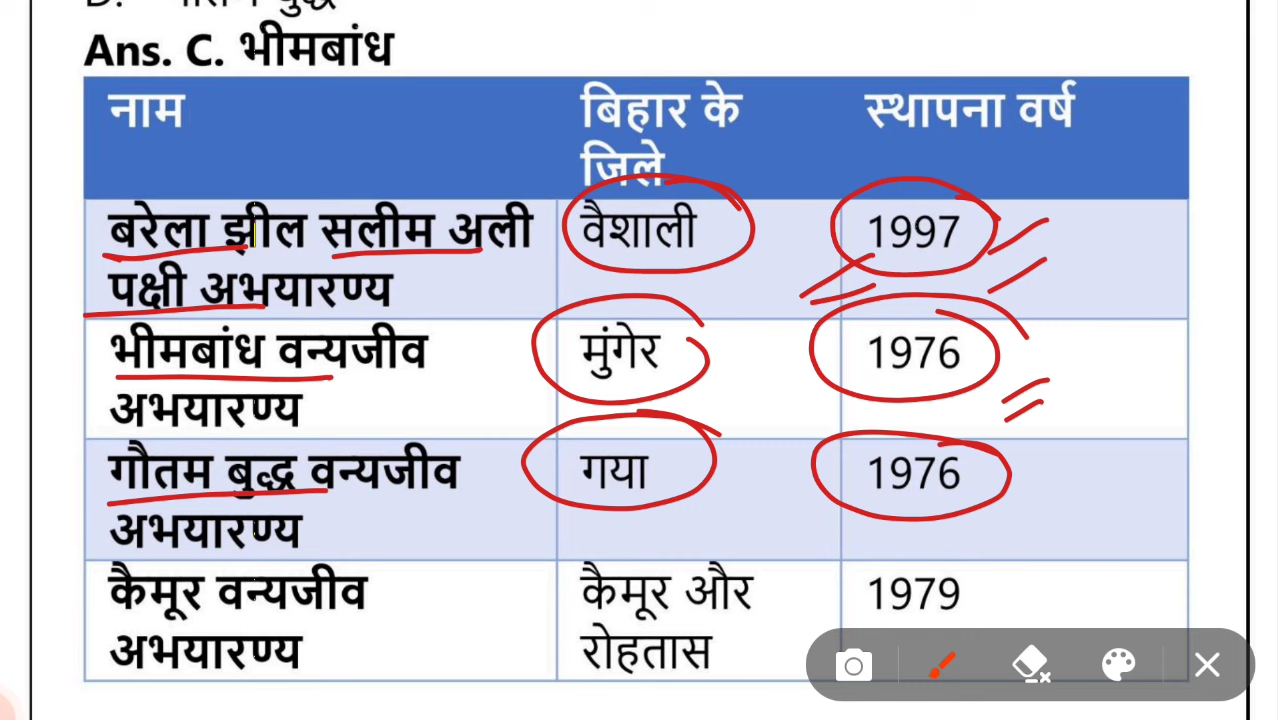 Ans. C. भीमबांध
नाम
बिहार के
जिले
स्थापना वर्ष
बरेला झील सलीम अली
पक्षी अभयारण्य
वैशाली
1997
भीमबांध वन्यजीव
अभयारण्य
मुंगेर
1976
गौतम बुद्ध वन्यजीव
अभयारण्य
गया
1976
कैमूर वन्यजीव
अभयारण्य
कैमूर और
रोहतास
1979